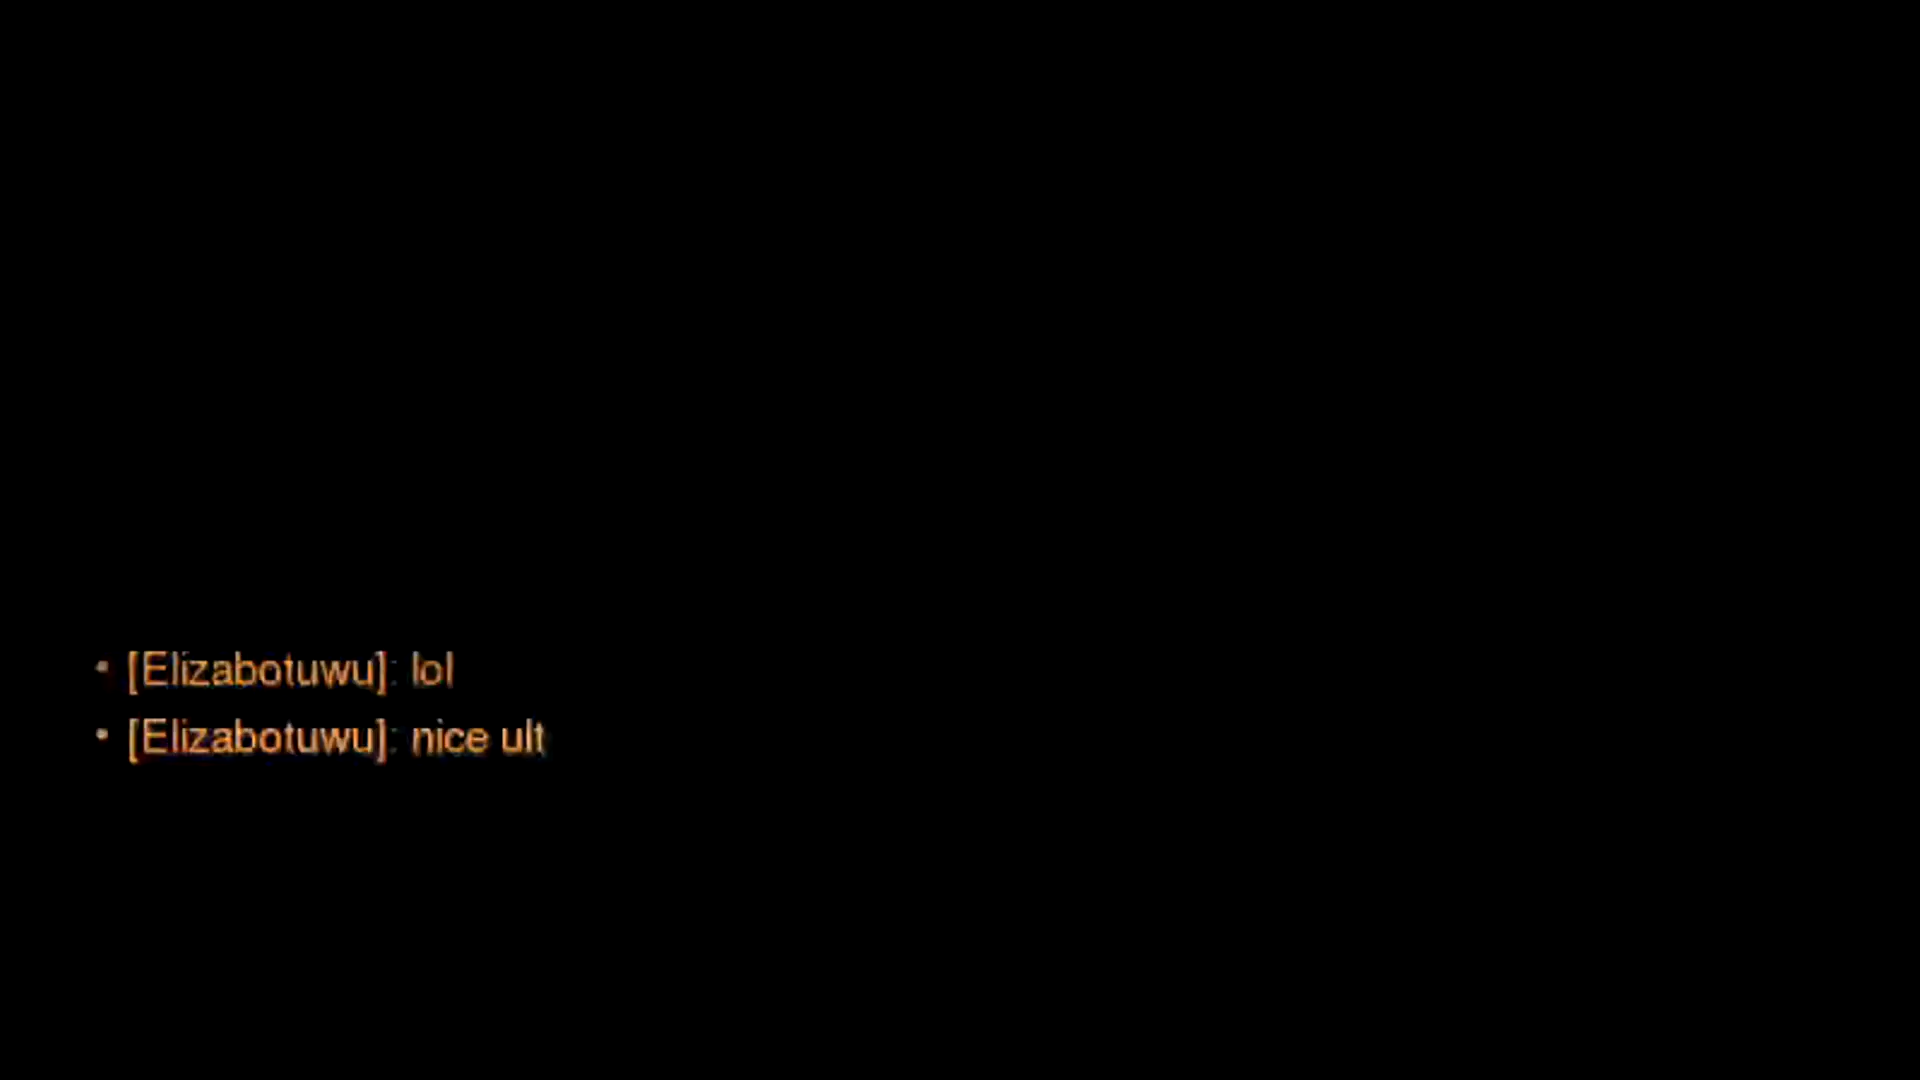 • [Elizabotuwu]: lol
• [Elizabotuwu]: nice ult